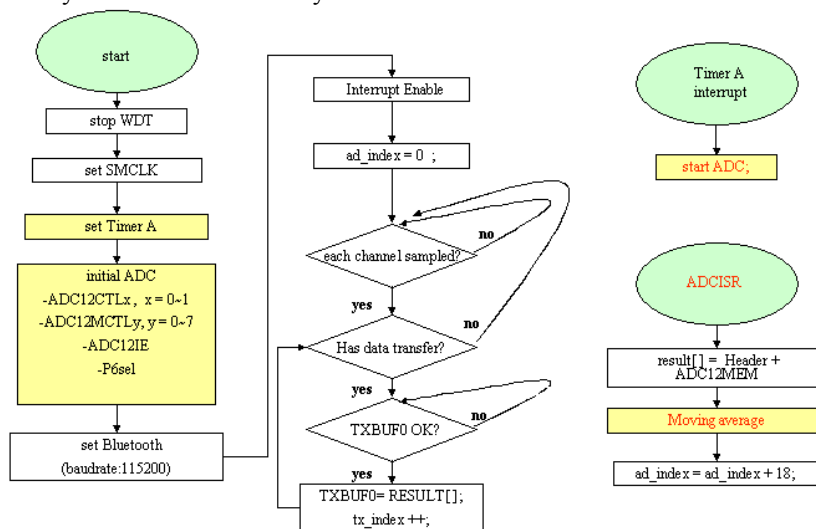 start
stop WDT
set SMCLK
set Timer A
initial ADC
-ADC12CTLx , x = 0~1
-ADC12MCTLy, y = 0~7
-ADC12IE
-P6sel
set Bluetooth
(baudrate:115200)
Interrupt Enable
ad_index = 0 ;
each channel sampled?
no
yes
Has data transfer?
no
yes
TXBUF0 OK?
no
yes
TXBUF0= RESULT[];
tx_index ++;
Timer A
interrupt
start ADC;
ADCISR
result[ ] = Header +
ADC12MEM
Moving average
ad_index = ad_index + 18;